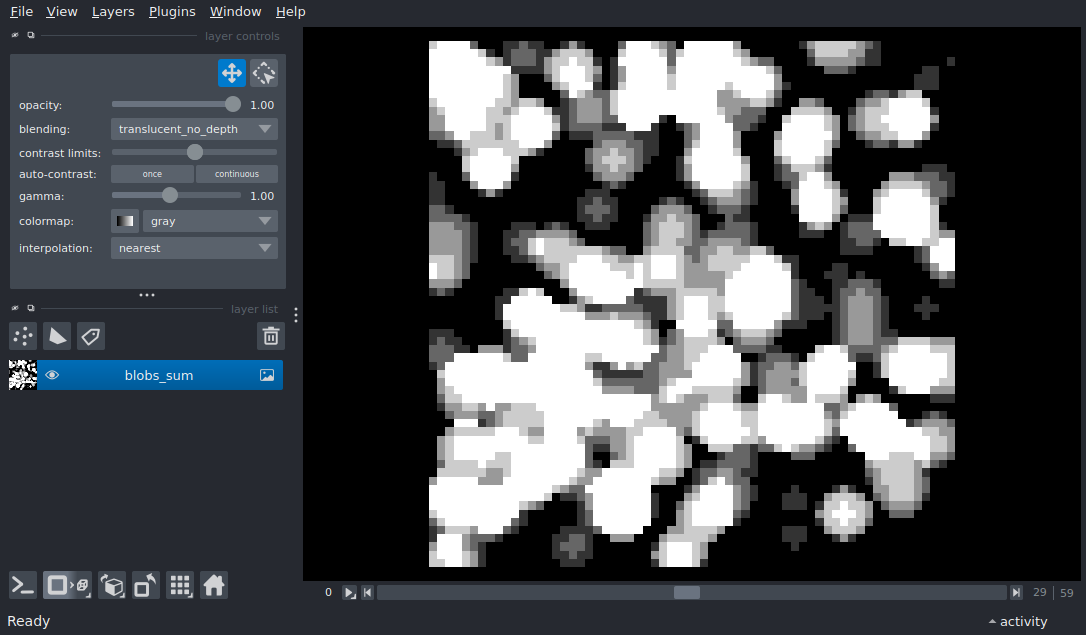 File View Layers Plugins Window Help
layer controls
opacity: 1.00
blending: translucent_no_depth
contrast limits:
auto-contrast: once continuous
gamma: 1.00
colormap: gray
interpolation: nearest
layer list
blobs_sum
0 29 59
Ready activity